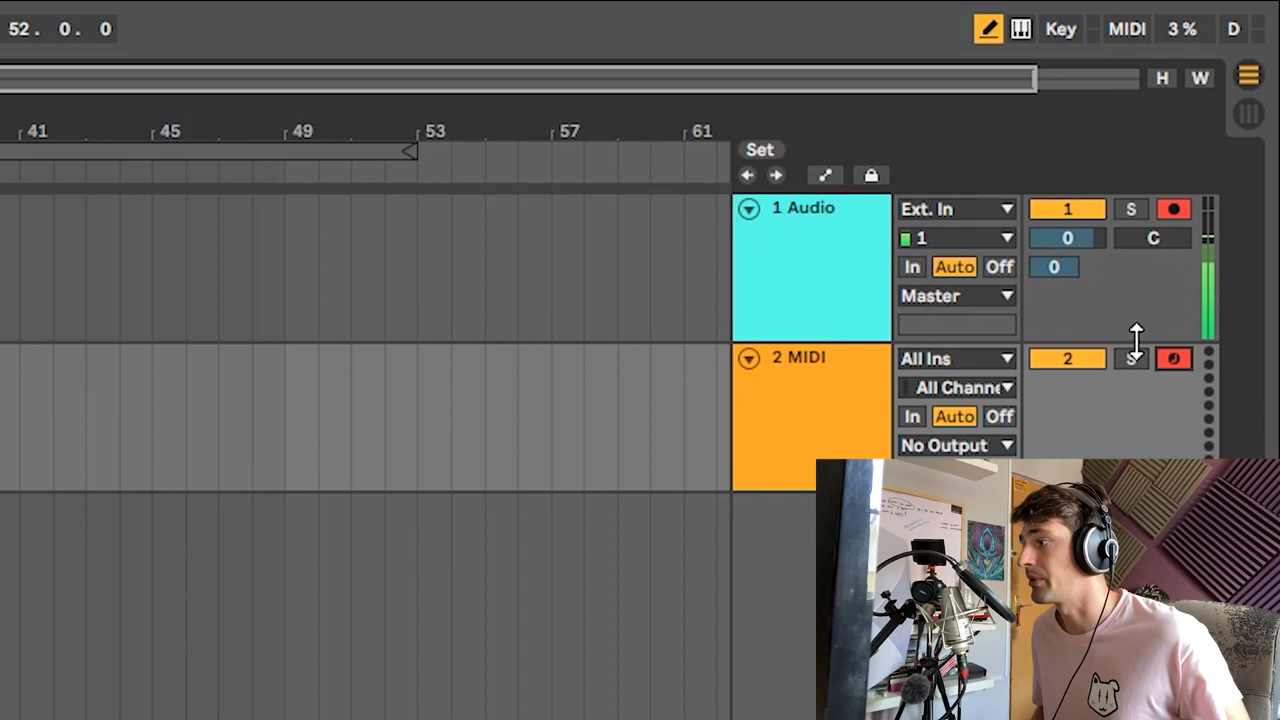 52. 0. 0 Key MIDI 3 % D
H W
41 45 49 53 57 61
Set
1 Audio Ext. In 1 S
1 0 C
In Auto Off 0
Master
2 MIDI All Ins 2 S
All Channe
In Auto Off
No Output